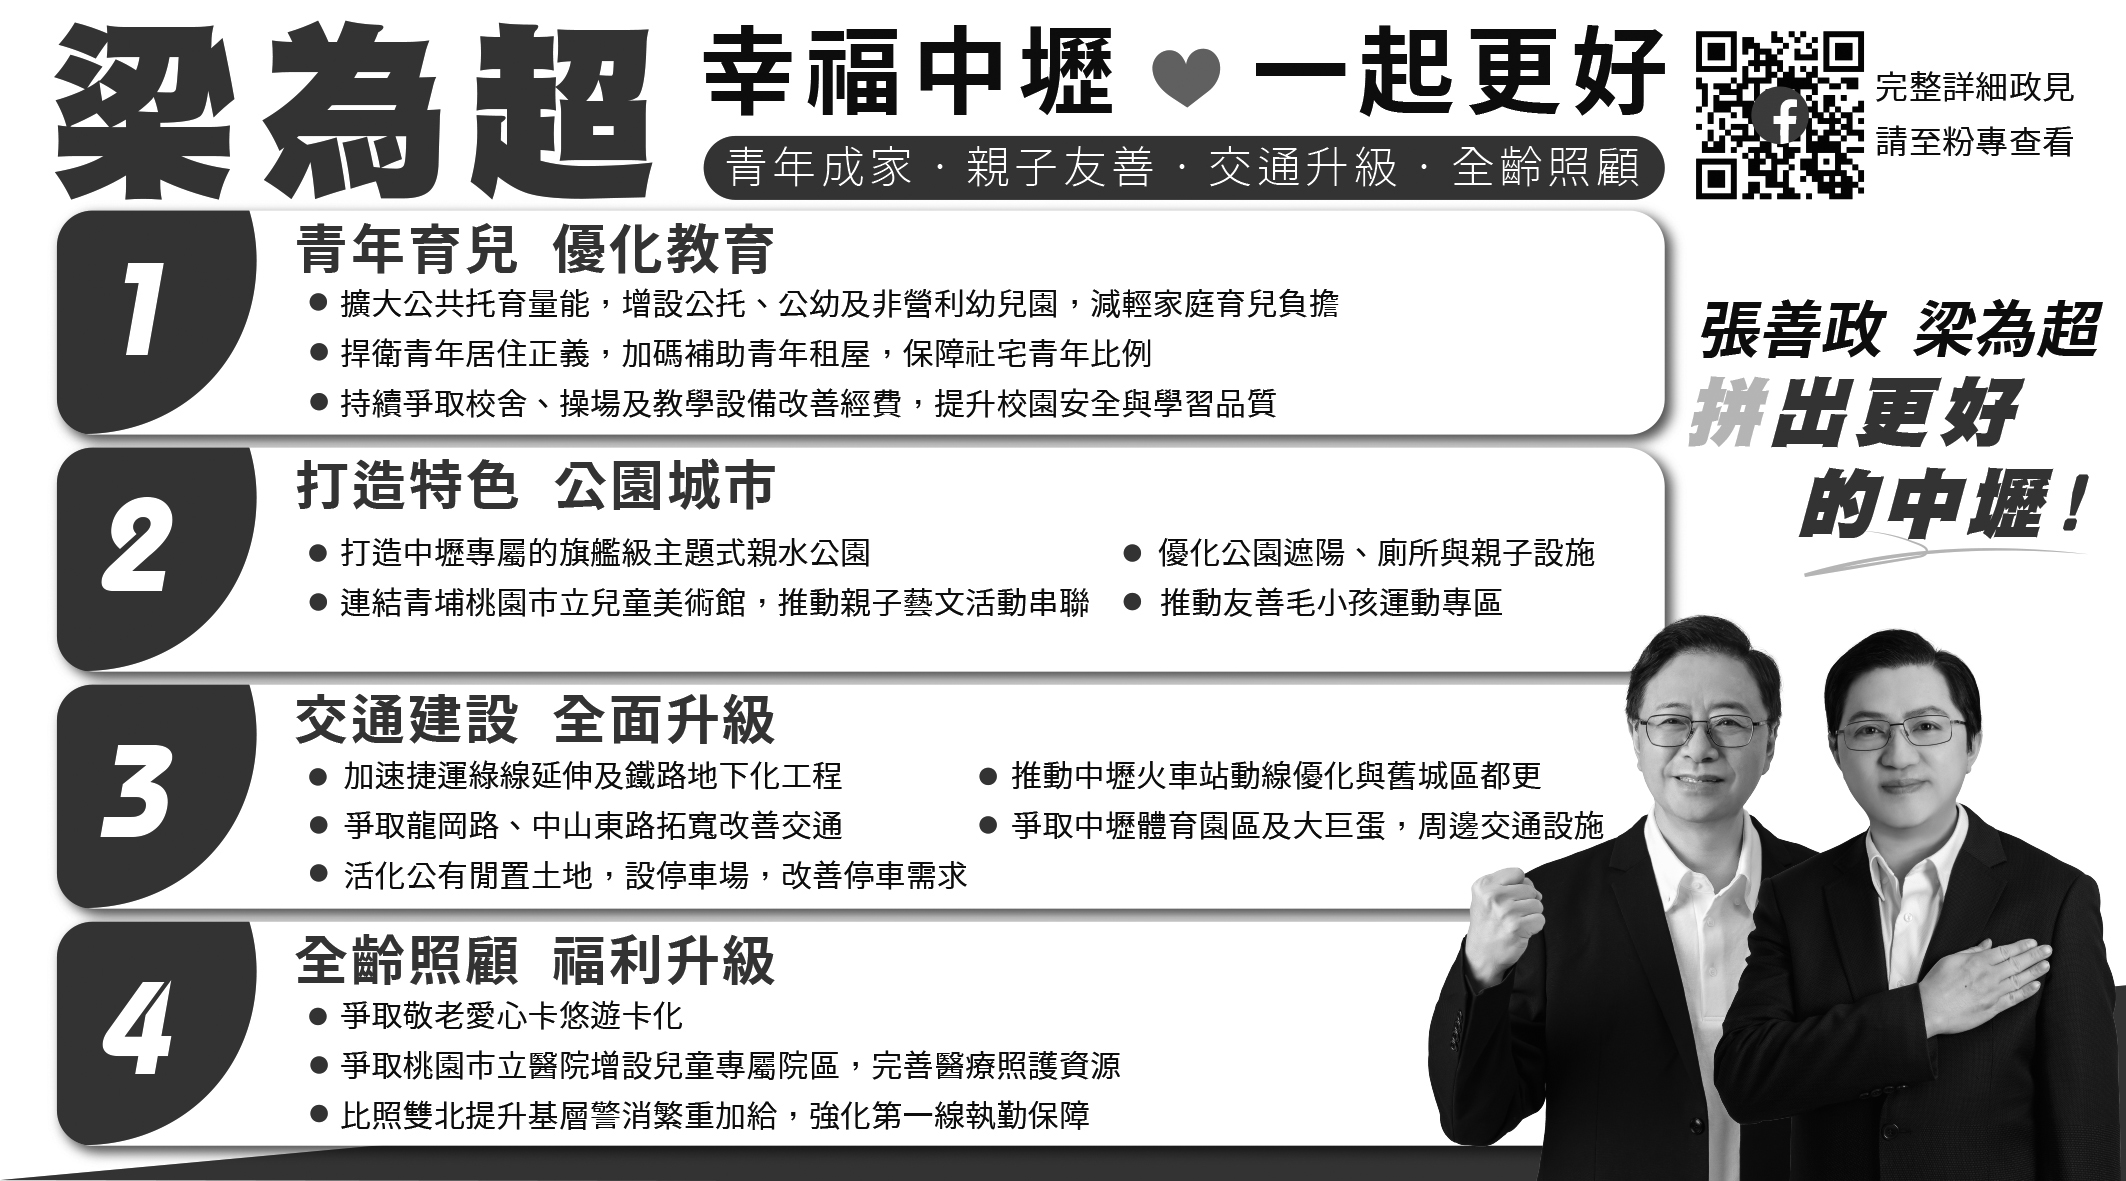 梁為超
幸福中壢 ♥ 一起更好
青年成家・親子友善・交通升級・全齡照顧
完整詳細政見
請至粉專查看
1
青年育兒 優化教育
●擴大公共托育量能，增設公托、公幼及非營利幼兒園，減輕家庭育兒負擔
●捍衛青年居住正義，加碼補助青年租屋，保障社宅青年比例
●持續爭取校舍、操場及教學設備改善經費，提升校園安全與學習品質
2
打造特色 公園城市
●打造中壢專屬的旗艦級主題式親水公園
●連結青埔桃園市立兒童美術館，推動親子藝文活動串聯
●優化公園遮陽、廁所與親子設施
●推動友善毛小孩運動專區
3
交通建設 全面升級
●加速捷運綠線延伸及鐵路地下化工程
●爭取龍岡路、中山東路拓寬改善交通
●活化公有閒置土地，設停車場，改善停車需求
●推動中壢火車站動線優化與舊城區都更
●爭取中壢體育園區及大巨蛋，周邊交通設施
4
全齡照顧 福利升級
●爭取敬老愛心卡悠遊卡化
●爭取桃園市立醫院增設兒童專屬院區，完善醫療照護資源
●比照雙北提升基層警消繁重加給，強化第一線執勤保障
張善政 梁為超
拼出更好
的中壢！